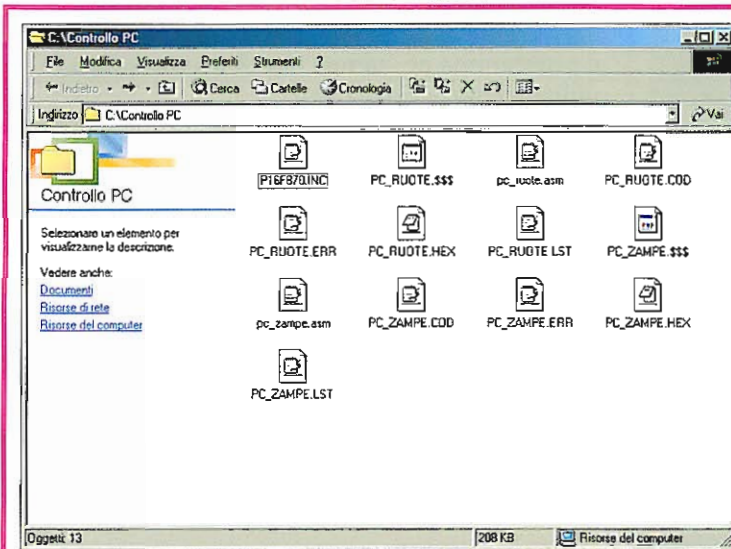 C:\Controllo PC
File Modifica Visualizza Preferiti Strumenti ?
Indietro Cerca Cartelle Cronologia
Indirizzo C:\Controllo PC Vai
Controllo PC
Selezionare un elemento per
visualizzarne la descrizione.
Vedere anche:
Documenti
Risorse di rete
Risorse del computer
P16F870.INC PC_RUOTE.$$$ pc_ruote.asm PC_RUOTE.COD
PC_RUOTE.ERR PC_RUOTE.HEX PC_RUOTE.LST PC_ZAMPE.$$$
pc_zampe.asm PC_ZAMPE.COD PC_ZAMPE.ERR PC_ZAMPE.HEX
PC_ZAMPE.LST
Oggetti: 13 208 KB Risorse del computer